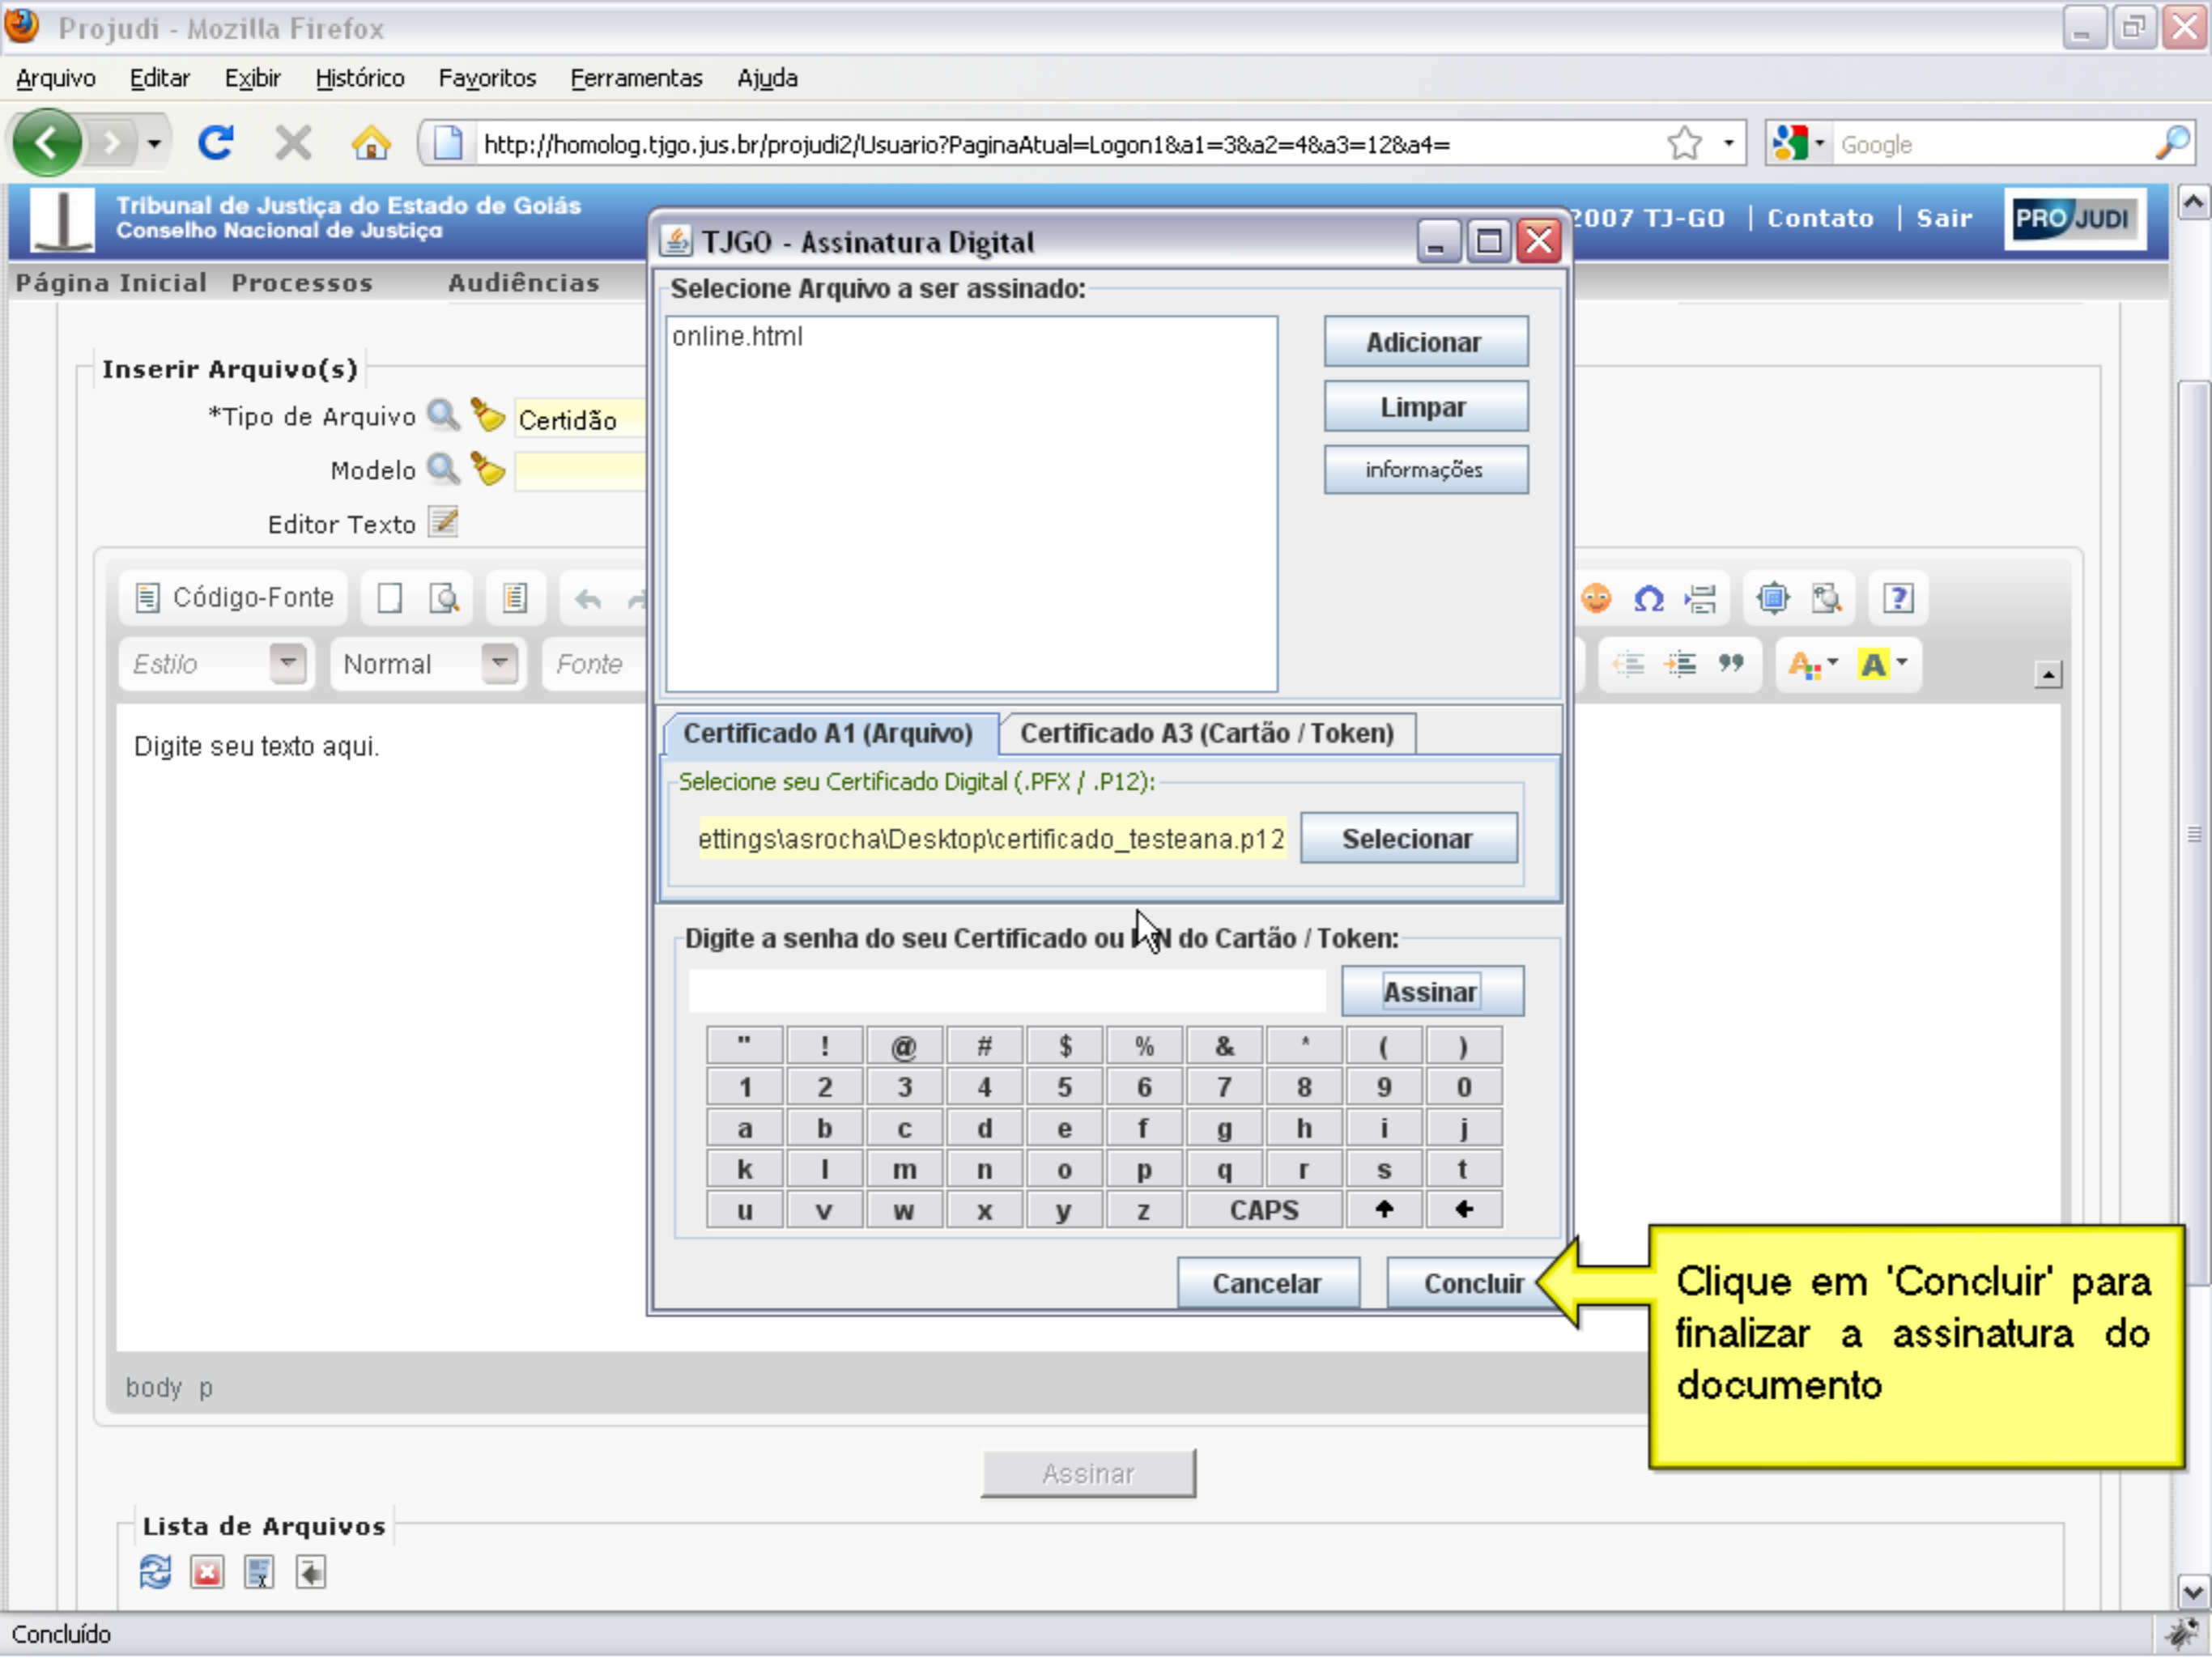 Projudi - Mozilla Firefox
Arquivo Editar Exibir Histórico Favoritos Ferramentas Ajuda
http://homolog.tjgo.jus.br/projudi2/Usuario?PaginaAtual=Logon1&a1=3&a2=4&a3=12&a4=
Google
Tribunal de Justiça do Estado de Goiás
Conselho Nacional de Justiça
2007 TJ-GO | Contato | Sair
PROJUDI
Página Inicial Processos Audiências
TJGO - Assinatura Digital
Selecione Arquivo a ser assinado:
online.html
Adicionar
Limpar
informações
Inserir Arquivo(s)
*Tipo de Arquivo Certidão
Modelo
Editor Texto
Código-Fonte
Estilo Normal Fonte
Digite seu texto aqui.
Certificado A1 (Arquivo) Certificado A3 (Cartão / Token)
Selecione seu Certificado Digital (.PFX / .P12):
ettings\asrocha\Desktop\certificado_testeana.p12 Selecionar
Digite a senha do seu Certificado ou PIN do Cartão / Token:
Assinar
" ! @ # $ % & * ( )
1 2 3 4 5 6 7 8 9 0
a b c d e f g h i j
k l m n o p q r s t
u v w x y z CAPS
Cancelar Concluir
Clique em 'Concluir' para
finalizar a assinatura do
documento
body p
Assinar
Lista de Arquivos
Concluído